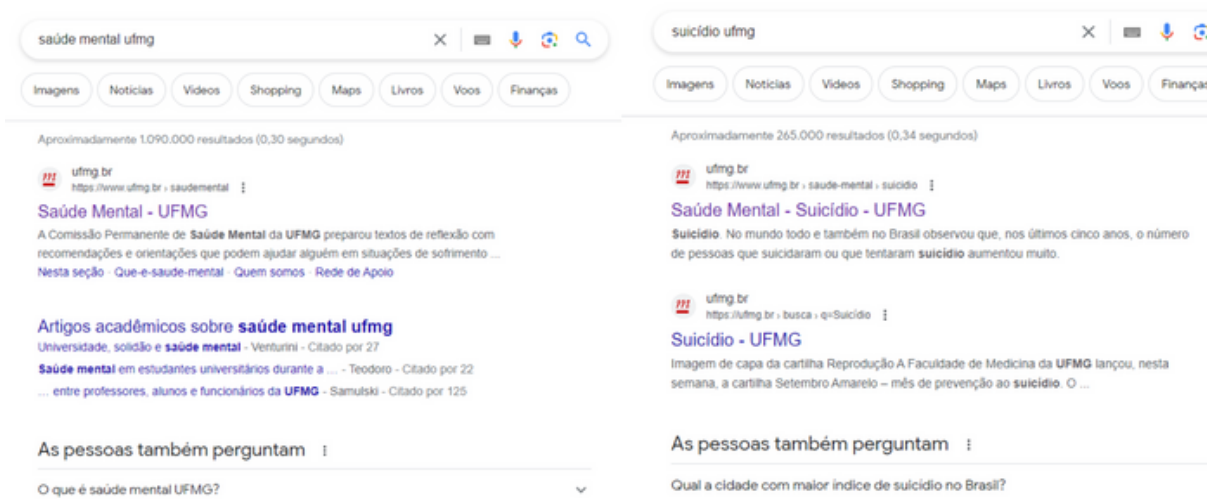 saúde mental ufmg
Imagens Notícias Vídeos Shopping Maps Livros Voos Finanças
Aproximadamente 1.090.000 resultados (0,30 segundos)
ufmg.br
https://www.ufmg.br › saudemental
Saúde Mental - UFMG
A Comissão Permanente de Saúde Mental da UFMG preparou textos de reflexão com
recomendações e orientações que podem ajudar alguém em situações de sofrimento ...
Nesta seção · Que-e-saude-mental · Quem somos · Rede de Apoio
Artigos acadêmicos sobre saúde mental ufmg
Universidade, solidão e saúde mental - Venturini - Citado por 27
Saúde mental em estudantes universitários durante a ... - Teodoro - Citado por 22
... entre professores, alunos e funcionários da UFMG - Samulski - Citado por 125
As pessoas também perguntam
O que é saúde mental UFMG?
suicídio ufmg
Imagens Notícias Vídeos Shopping Maps Livros Voos Finanças
Aproximadamente 265.000 resultados (0,34 segundos)
ufmg.br
https://www.ufmg.br › saude-mental › suicidio
Saúde Mental - Suicídio - UFMG
Suicídio. No mundo todo e também no Brasil observou que, nos últimos cinco anos, o número
de pessoas que suicidaram ou que tentaram suicídio aumentou muito.
ufmg.br
https://ufmg.br › busca › q=Suicídio
Suicídio - UFMG
Imagem de capa da cartilha Reprodução A Faculdade de Medicina da UFMG lançou, nesta
semana, a cartilha Setembro Amarelo – mês de prevenção ao suicídio. O ...
As pessoas também perguntam
Qual a cidade com maior índice de suicídio no Brasil?